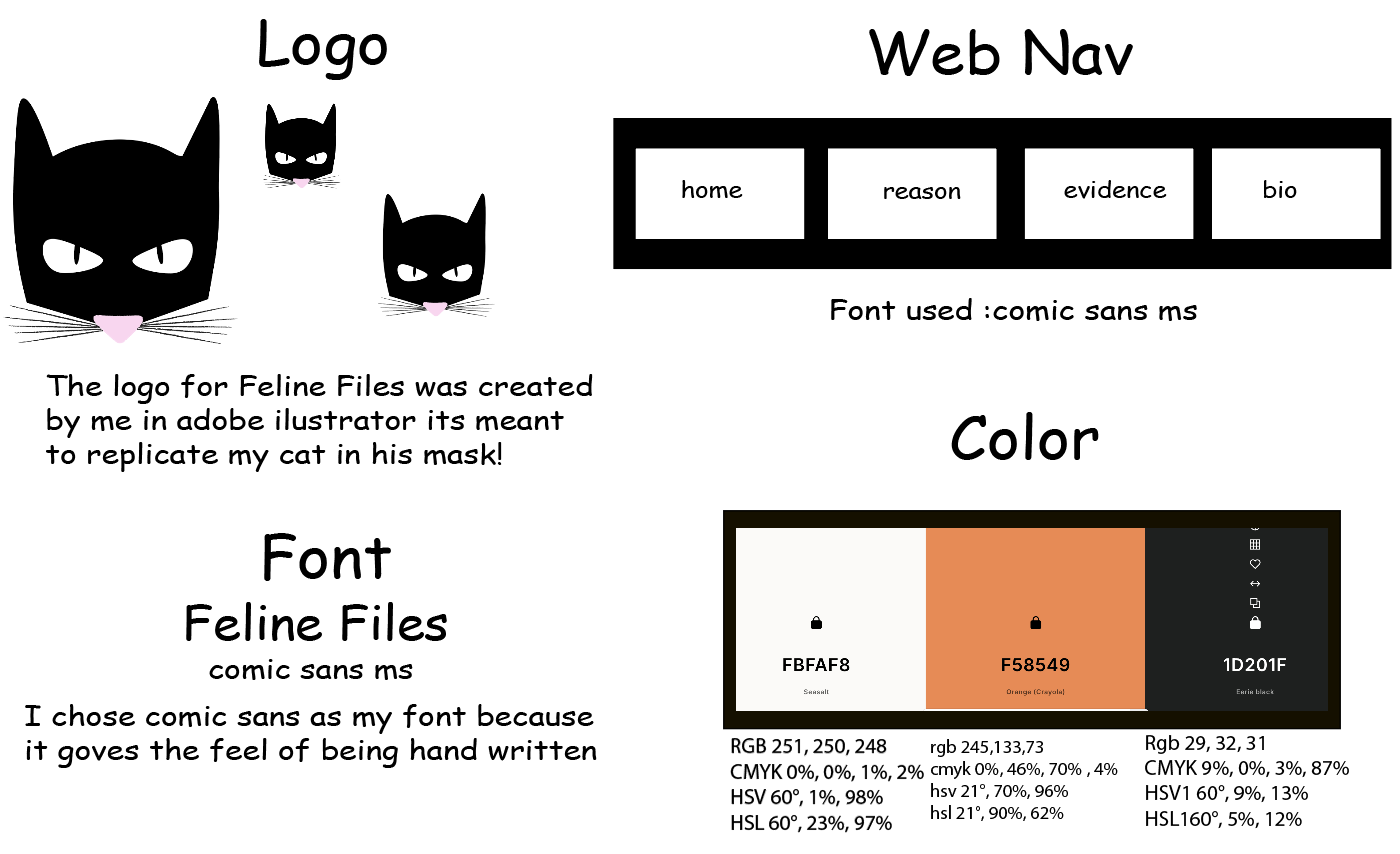 Logo
The logo for Feline Files was created
by me in adobe ilustrator its meant
to replicate my cat in his mask!
Font
Feline Files
comic sans ms
I chose comic sans as my font because
it goves the feel of being hand written
Web Nav
home
reason
evidence
bio
Font used :comic sans ms
Color
FBFAF8
Seasalt
F58549
Orange (Crayola)
1D201F
Eerie black
RGB 251, 250, 248
CMYK 0%, 0%, 1%, 2%
HSV 60°, 1%, 98%
HSL 60°, 23%, 97%
rgb 245,133,73
cmyk 0%, 46%, 70% , 4%
hsv 21°, 70%, 96%
hsl 21°, 90%, 62%
Rgb 29, 32, 31
CMYK 9%, 0%, 3%, 87%
HSV1 60°, 9%, 13%
HSL160°, 5%, 12%